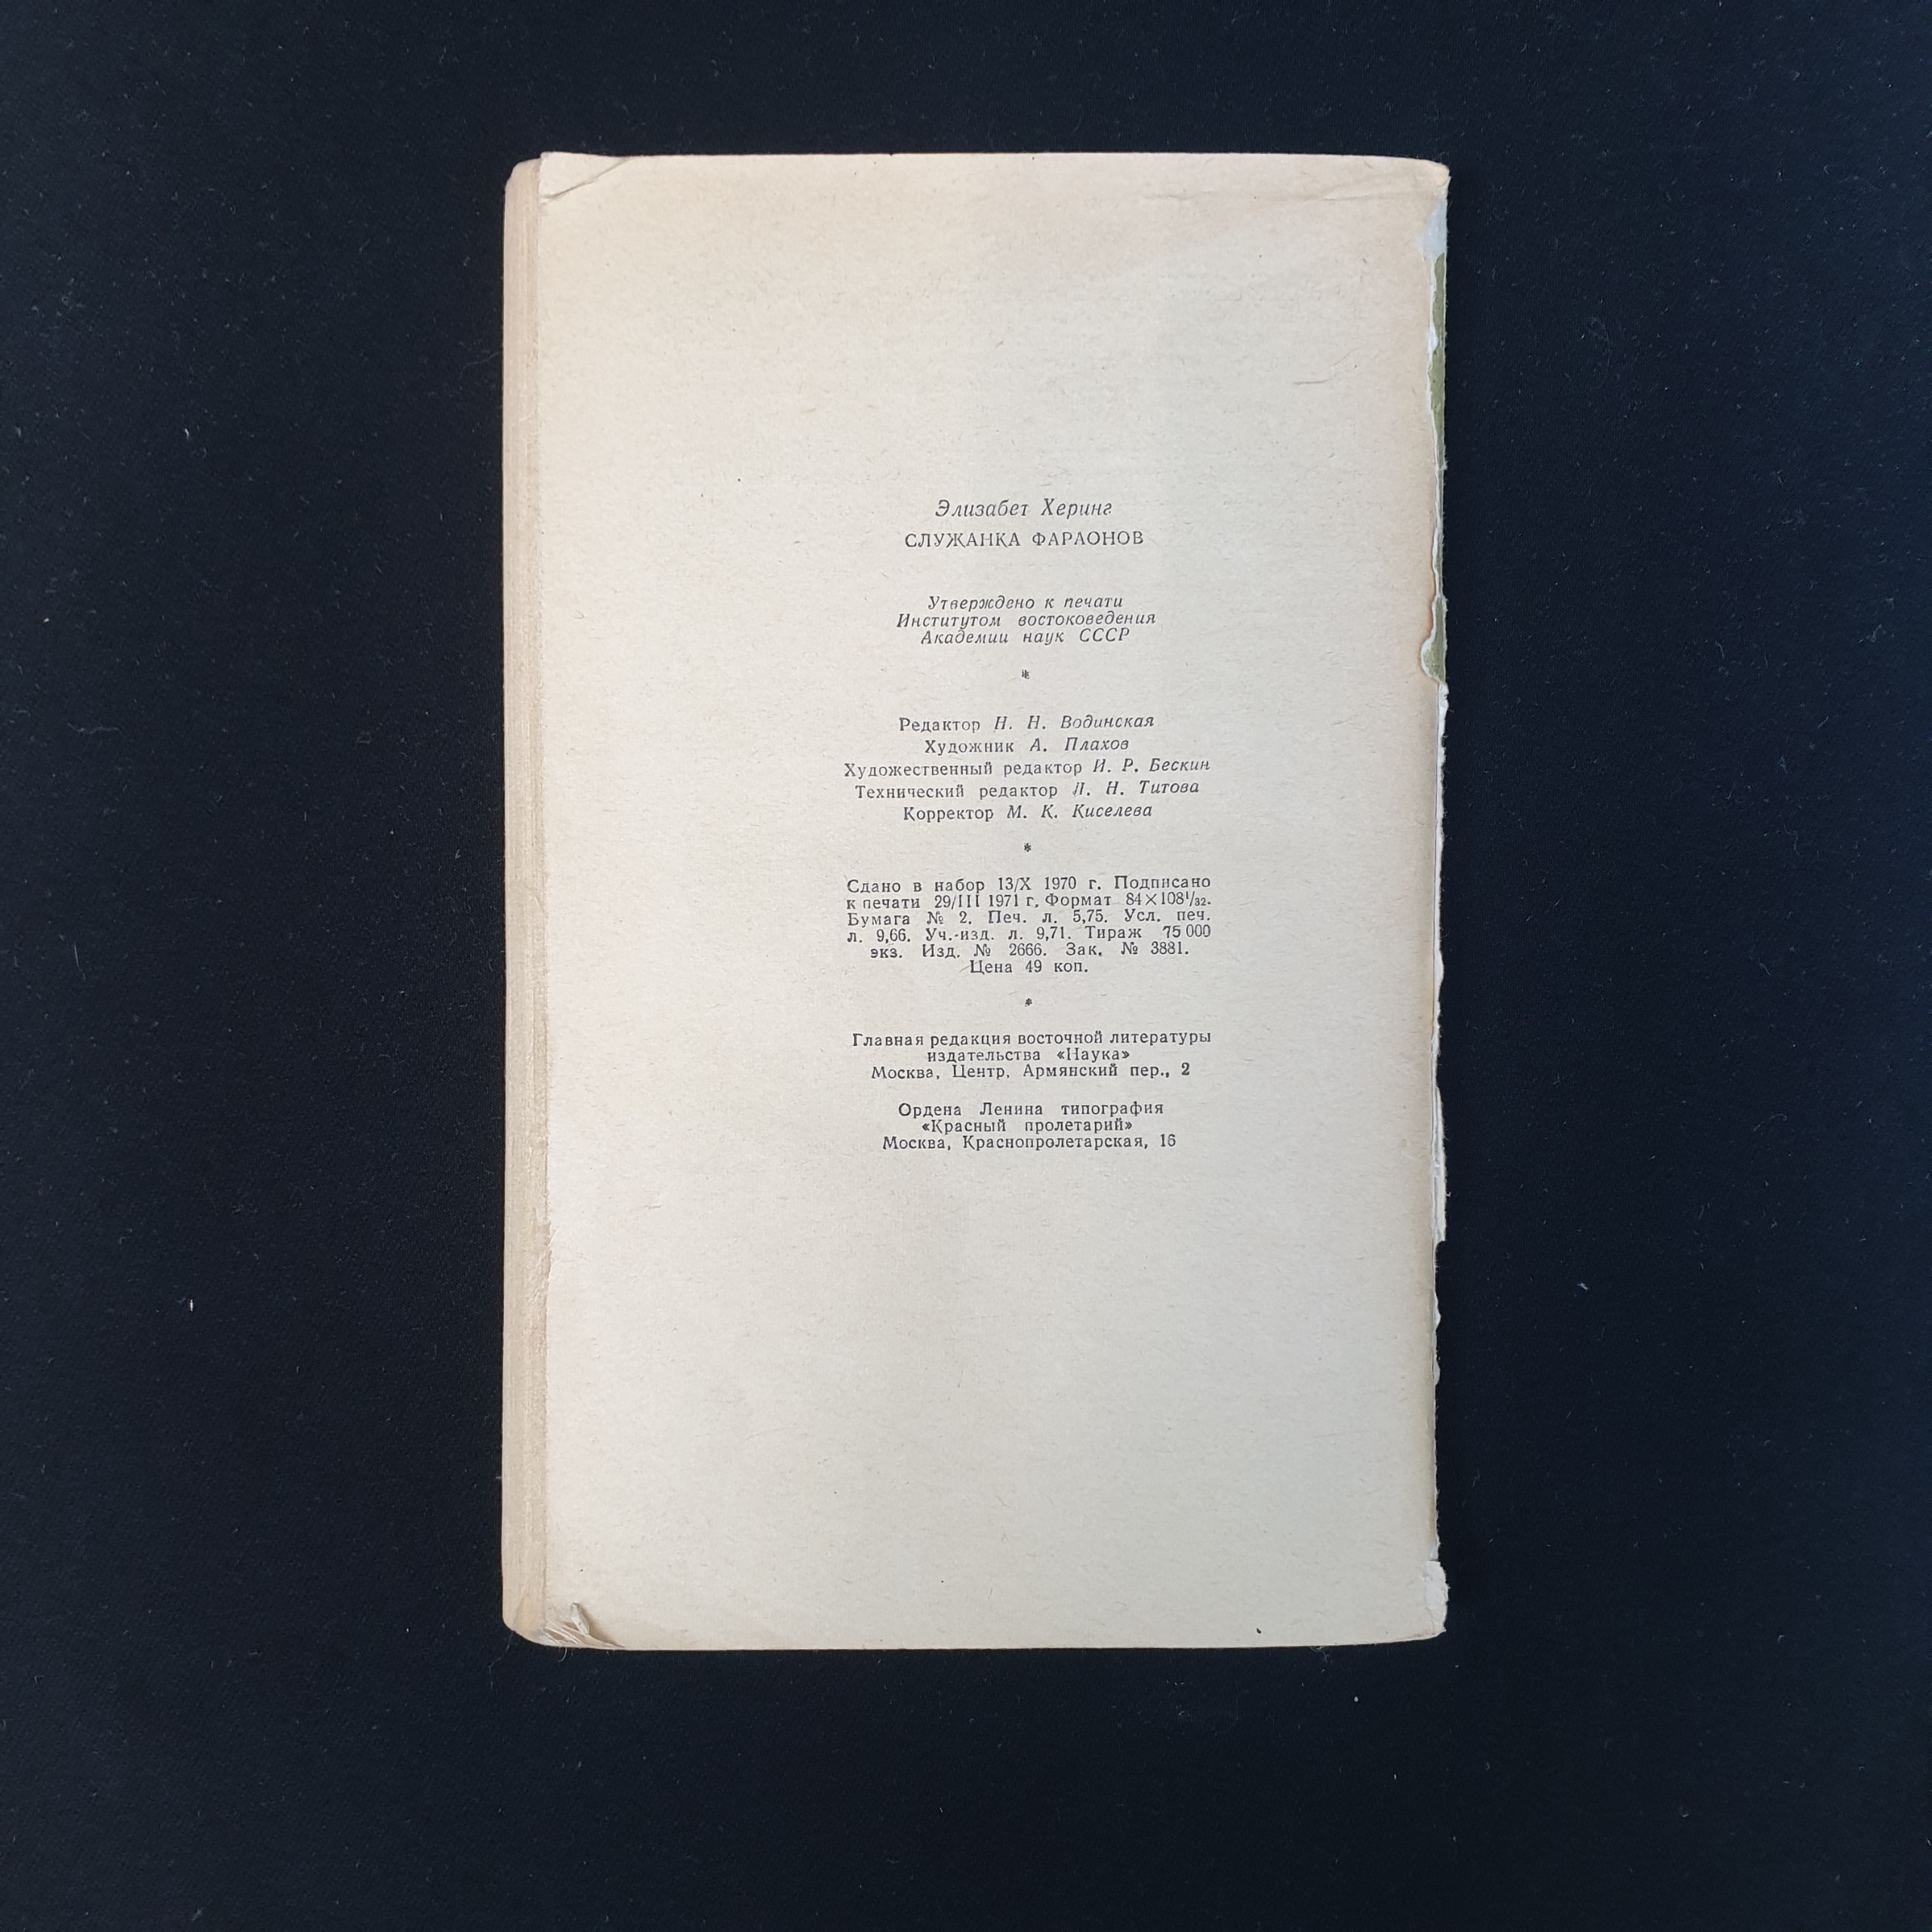 Элизабет Херинг
СЛУЖАНКА ФАРАОНОВ
Утверждено к печати
Институтом востоковедения
Академии наук СССР
*
Редактор Н. Н. Водинская
Художник А. Плахов
Художественный редактор И. Р. Бескин
Технический редактор Л. Н. Титова
Корректор М. К. Киселева
*
Сдано в набор 13/X 1970 г. Подписано
к печати 29/III 1971 г. Формат 84×108¹/₃₂.
Бумага № 2. Печ. л. 5,75. Усл. печ.
л. 9,66. Уч.-изд. л. 9,71. Тираж 75 000
экз. Изд. № 2666. Зак. № 3881.
Цена 49 коп.
*
Главная редакция восточной литературы
издательства «Наука»
Москва, Центр, Армянский пер., 2
Ордена Ленина типография
«Красный пролетарий»
Москва, Краснопролетарская, 16